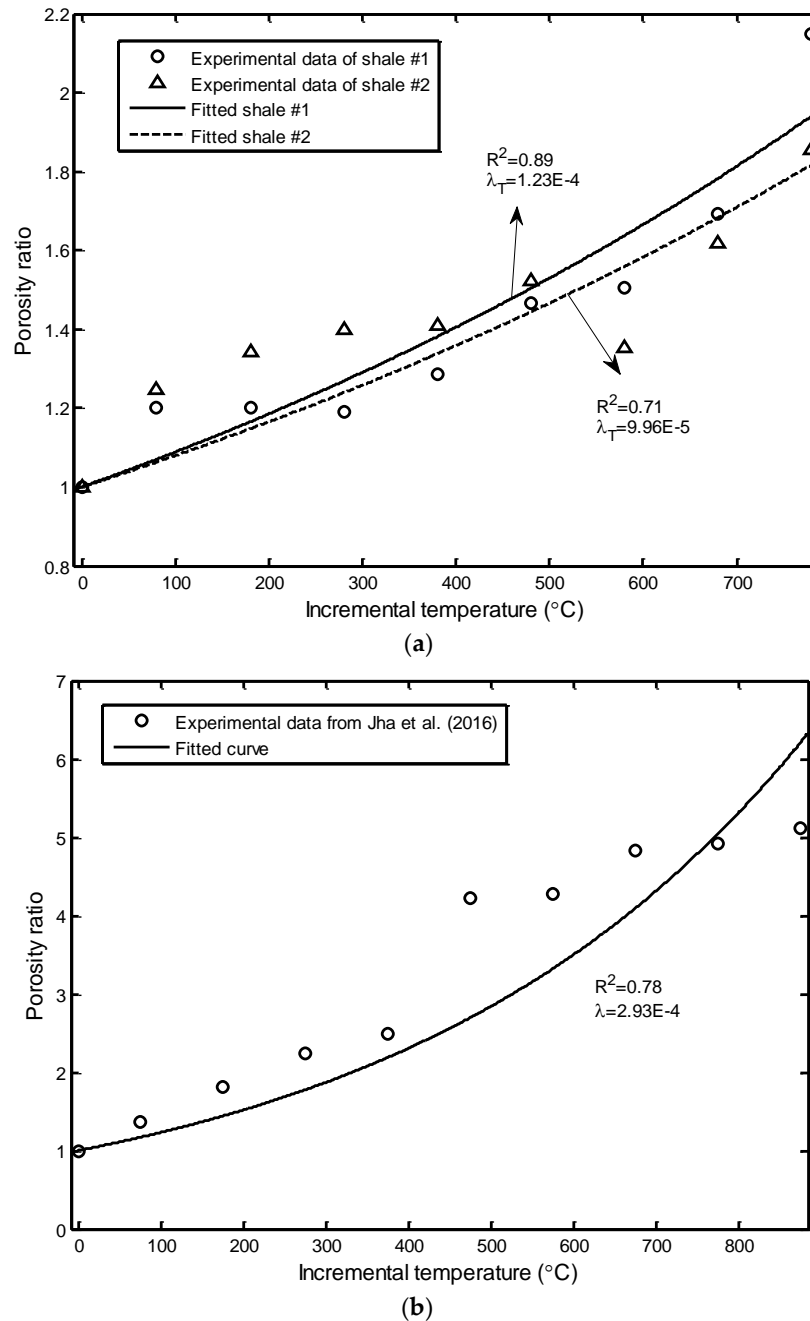 2.2
2
1.8
1.6
1.4
1.2
1
0.8
Porosity ratio
Experimental data of shale #1
Experimental data of shale #2
Fitted shale #1
Fitted shale #2
R²=0.89
λT=1.23E-4
R²=0.71
λT=9.96E-5
0 100 200 300 400 500 600 700
Incremental temperature (°C)
(a)
7
6
5
4
3
2
1
0
Porosity ratio
Experimental data from Jha et al. (2016)
Fitted curve
R²=0.78
λ=2.93E-4
0 100 200 300 400 500 600 700 800
Incremental temperature (°C)
(b)